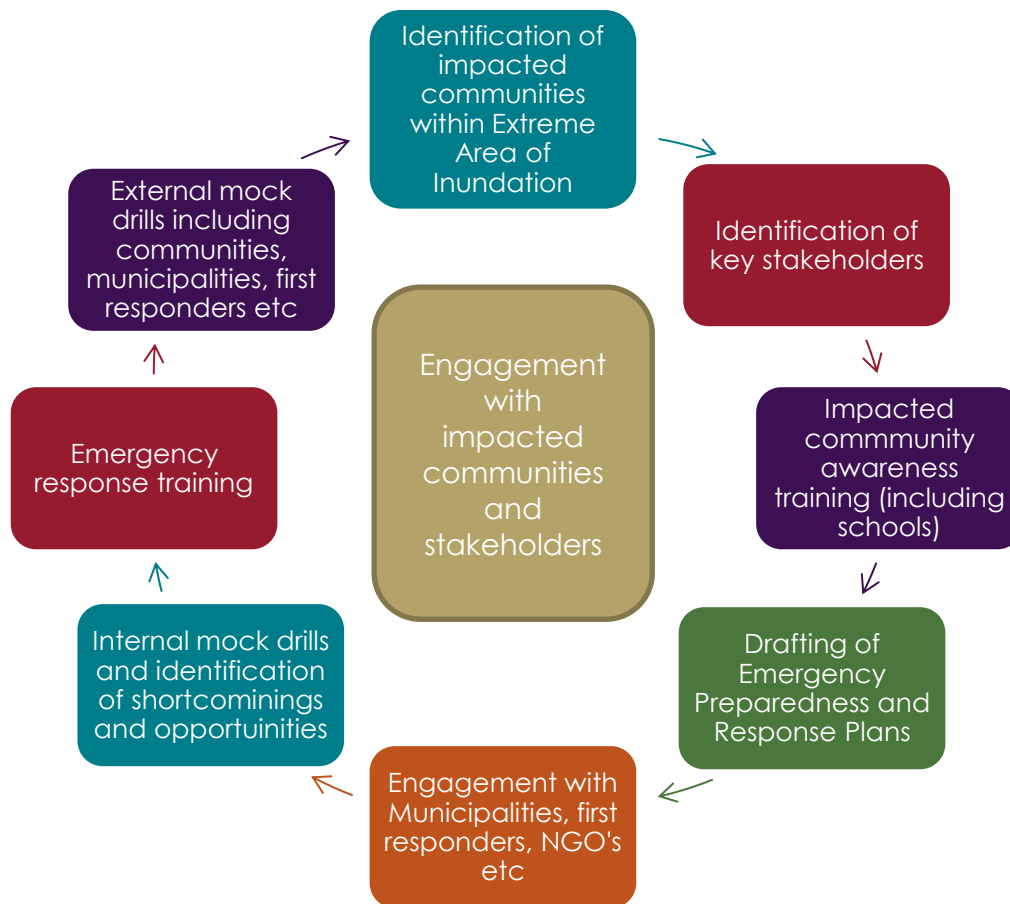 Identification of
impacted
communities
within Extreme
Area of
Inundation
Identification of
key stakeholders
Impacted
commmunity
awareness
training (including
schools)
Drafting of
Emergency
Preparedness and
Response Plans
Engagement with
Municipalities, first
responders, NGO's
etc
Internal mock drills
and identification
of shortcominings
and opportuinities
Emergency
response training
External mock
drills including
communities,
municipalities, first
responders etc
Engagement
with
impacted
communities
and
stakeholders